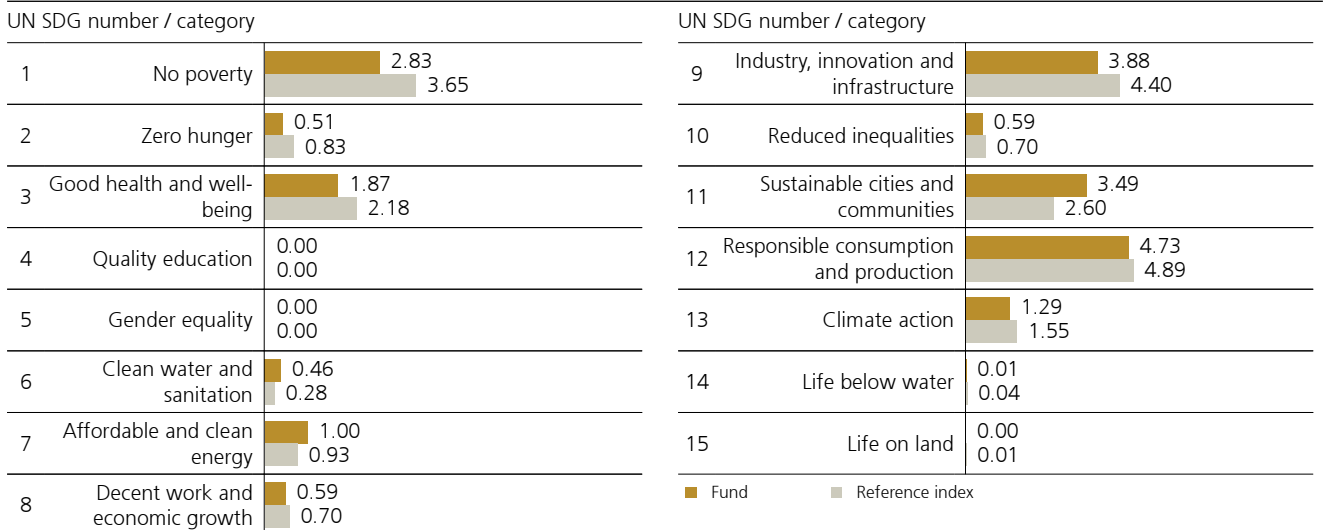 UN SDG number / category
1
No poverty
2.83
3.65
2
Zero hunger
0.51
0.83
3
Good health and well-
being
1.87
2.18
4
Quality education
0.00
0.00
5
Gender equality
0.00
0.00
6
Clean water and
sanitation
0.46
0.28
7
Affordable and clean
energy
1.00
0.93
8
Decent work and
economic growth
0.59
0.70
UN SDG number / category
9
Industry, innovation and
infrastructure
3.88
4.40
10
Reduced inequalities
0.59
0.70
11
Sustainable cities and
communities
3.49
2.60
12
Responsible consumption
and production
4.73
4.89
13
Climate action
1.29
1.55
14
Life below water
0.01
0.04
15
Life on land
0.00
0.01
Fund
Reference index